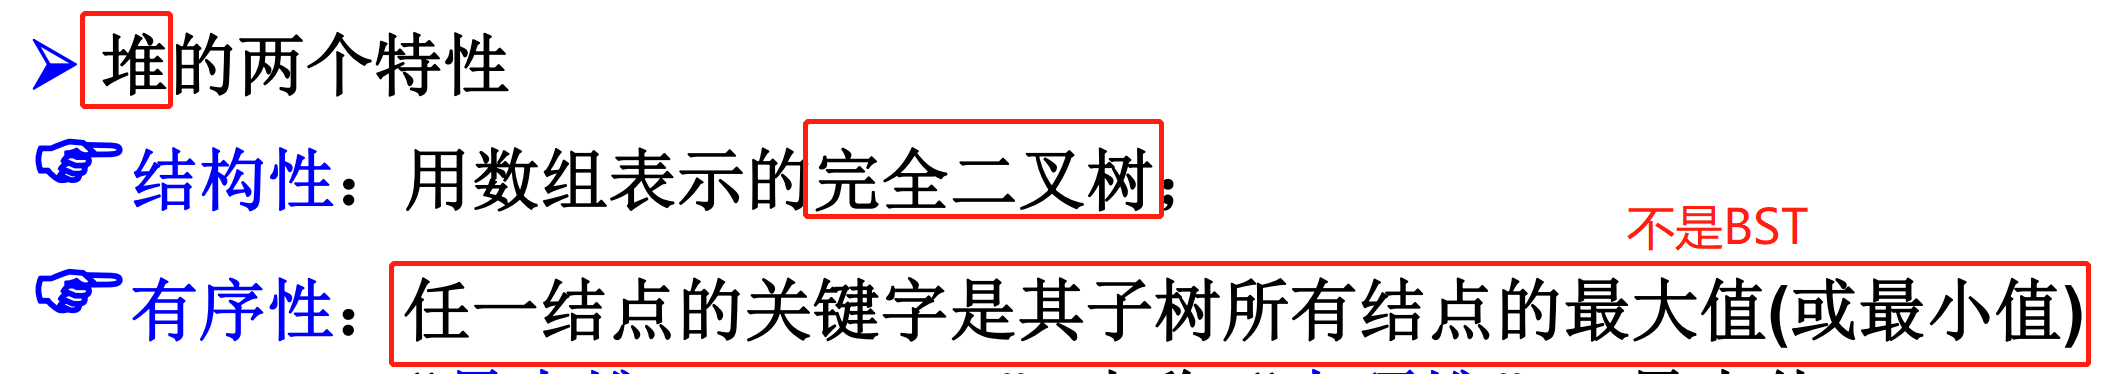 堆的两个特性
结构性：用数组表示的完全二叉树；
不是BST
有序性：任一结点的关键字是其子树所有结点的最大值(或最小值)